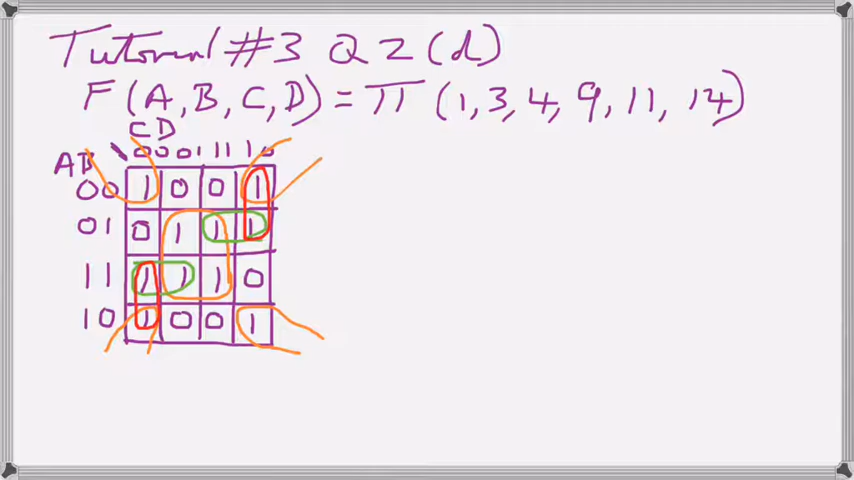 Tutorial #3 Q2(d)
F(A,B,C,D) = Π(1,3,4,9,11,14)
CD
AB \ 00 01 11 10
00 1 0 0 1
01 0 1 1 1
11 1 1 1 0
10 1 0 0 1